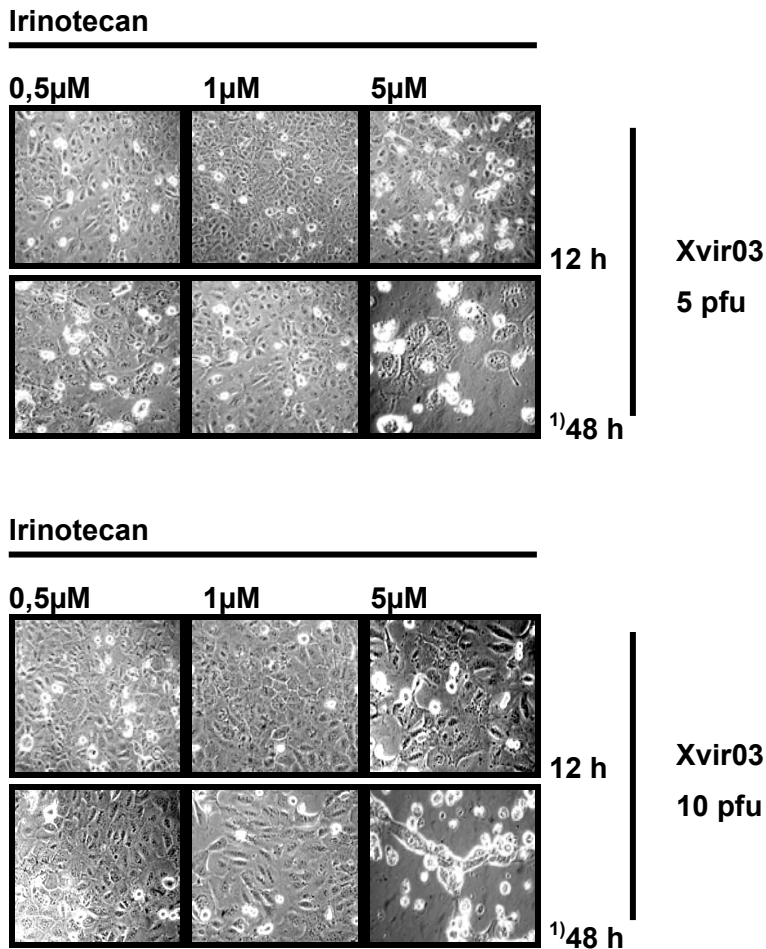 Irinotecan
0,5µM 1µM 5µM
12 h
Xvir03
5 pfu
¹⁾48 h
Irinotecan
0,5µM 1µM 5µM
12 h
Xvir03
10 pfu
¹⁾48 h